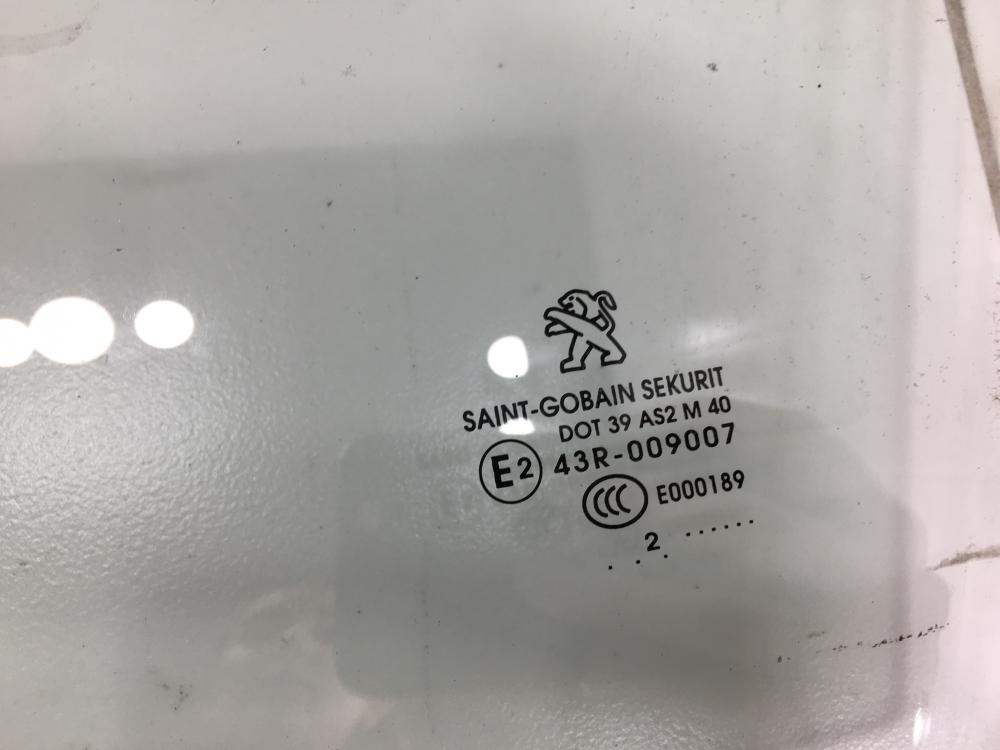 SAINT-GOBAIN SEKURIT
DOT 39 AS2 M 40
E2 43R-009007
CCC E000189
. . 2 . . . . . . .